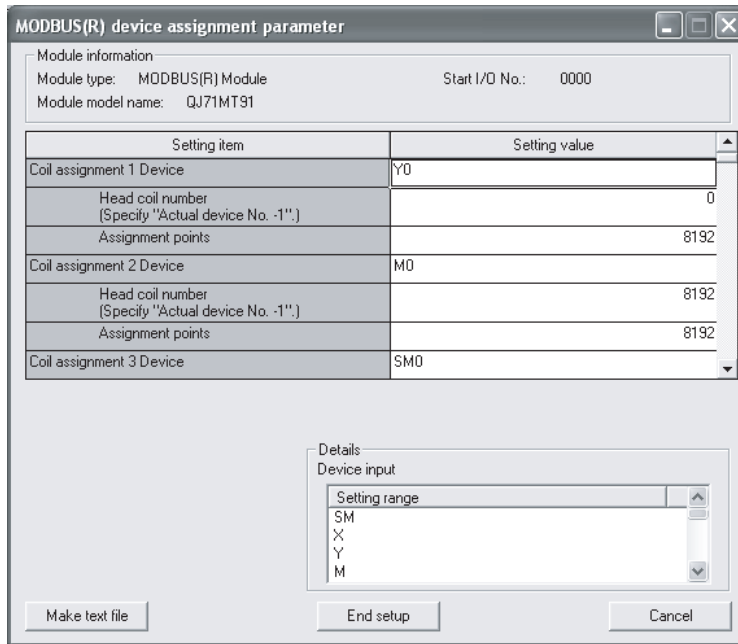 MODBUS(R) device assignment parameter
Module information
Module type: MODBUS(R) Module Start I/O No.: 0000
Module model name: QJ71MT91
Setting item Setting value
Coil assignment 1 Device Y0
Head coil number
(Specify "Actual device No. -1".) 0
Assignment points 8192
Coil assignment 2 Device M0
Head coil number
(Specify "Actual device No. -1".) 8192
Assignment points 8192
Coil assignment 3 Device SM0
Details
Device input
Setting range
SM
X
Y
M
Make text file End setup Cancel